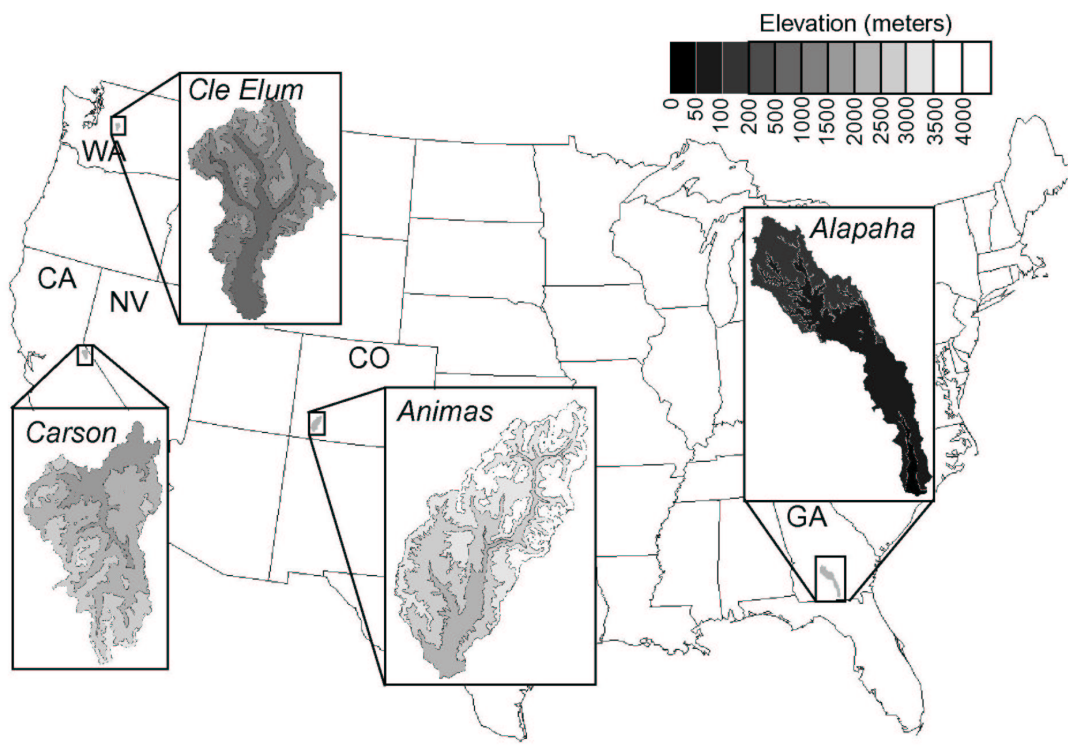 Elevation (meters)
0
50
100
200
500
1000
1500
2000
2500
3000
3500
4000
Cle Elum
WA
CA
NV
CO
Alapaha
Carson
Animas
GA